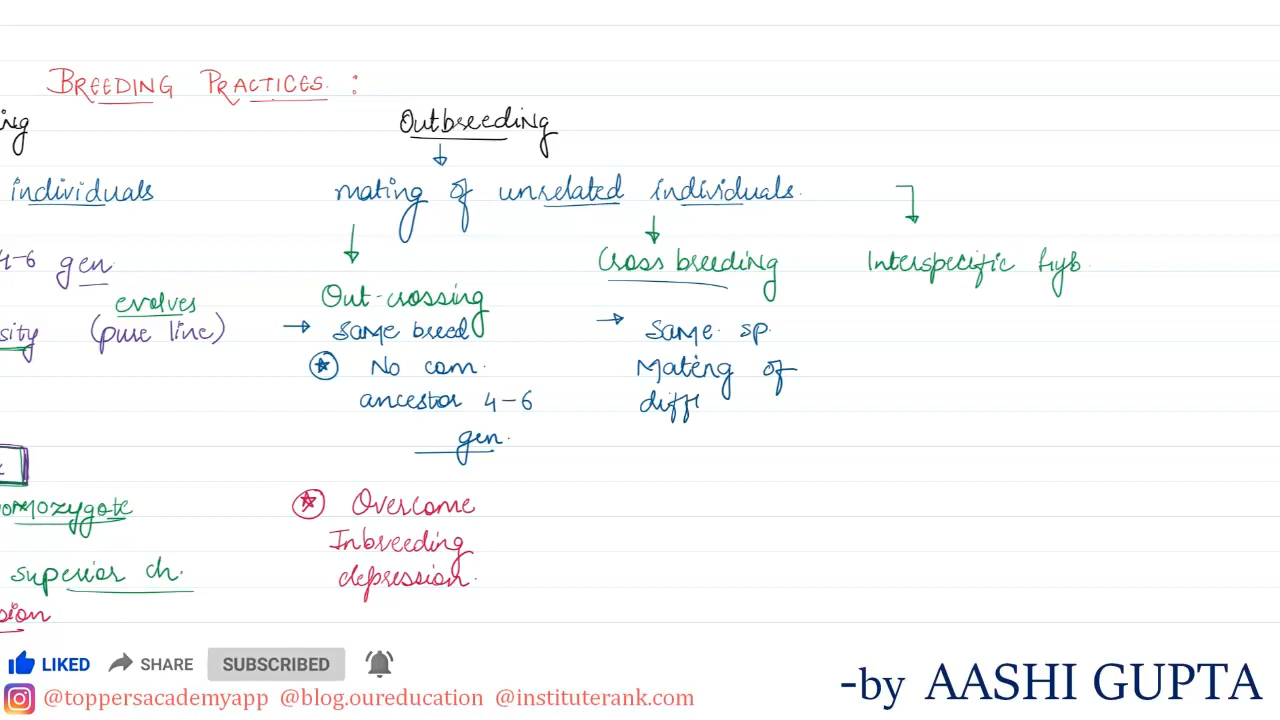 BREEDING PRACTICES :
ng
Outbreeding
individuals
mating of unrelated individuals.
4-6 gen
Cross breeding
Interspecific hyb
evolves
Out-crossing
sity (pure line)
same breed
same sp.
No com.
ancestor 4-6
gen.
Mating of
diff
omozygote
Overcome
Inbreeding
depression.
superior ch.
sion
LIKED SHARE SUBSCRIBED
@toppersacademyapp @blog.oureducation @instituterank.com
-by AASHI GUPTA